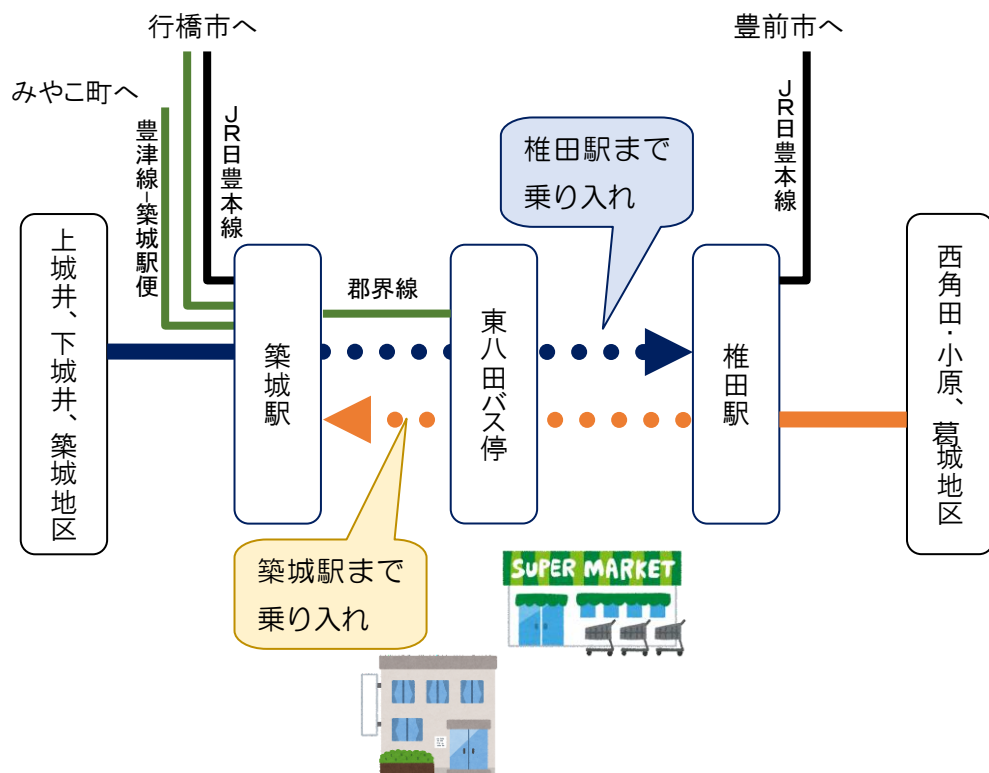 行橋市へ
豊前市へ
みやこ町へ
豊津線-築城駅便
JR日豊本線
JR日豊本線
椎田駅まで
乗り入れ
上城井、下城井、築城地区
築城駅
郡界線
東八田バス停
椎田駅
西角田・小原、葛城地区
築城駅まで
乗り入れ
SUPER MARKET